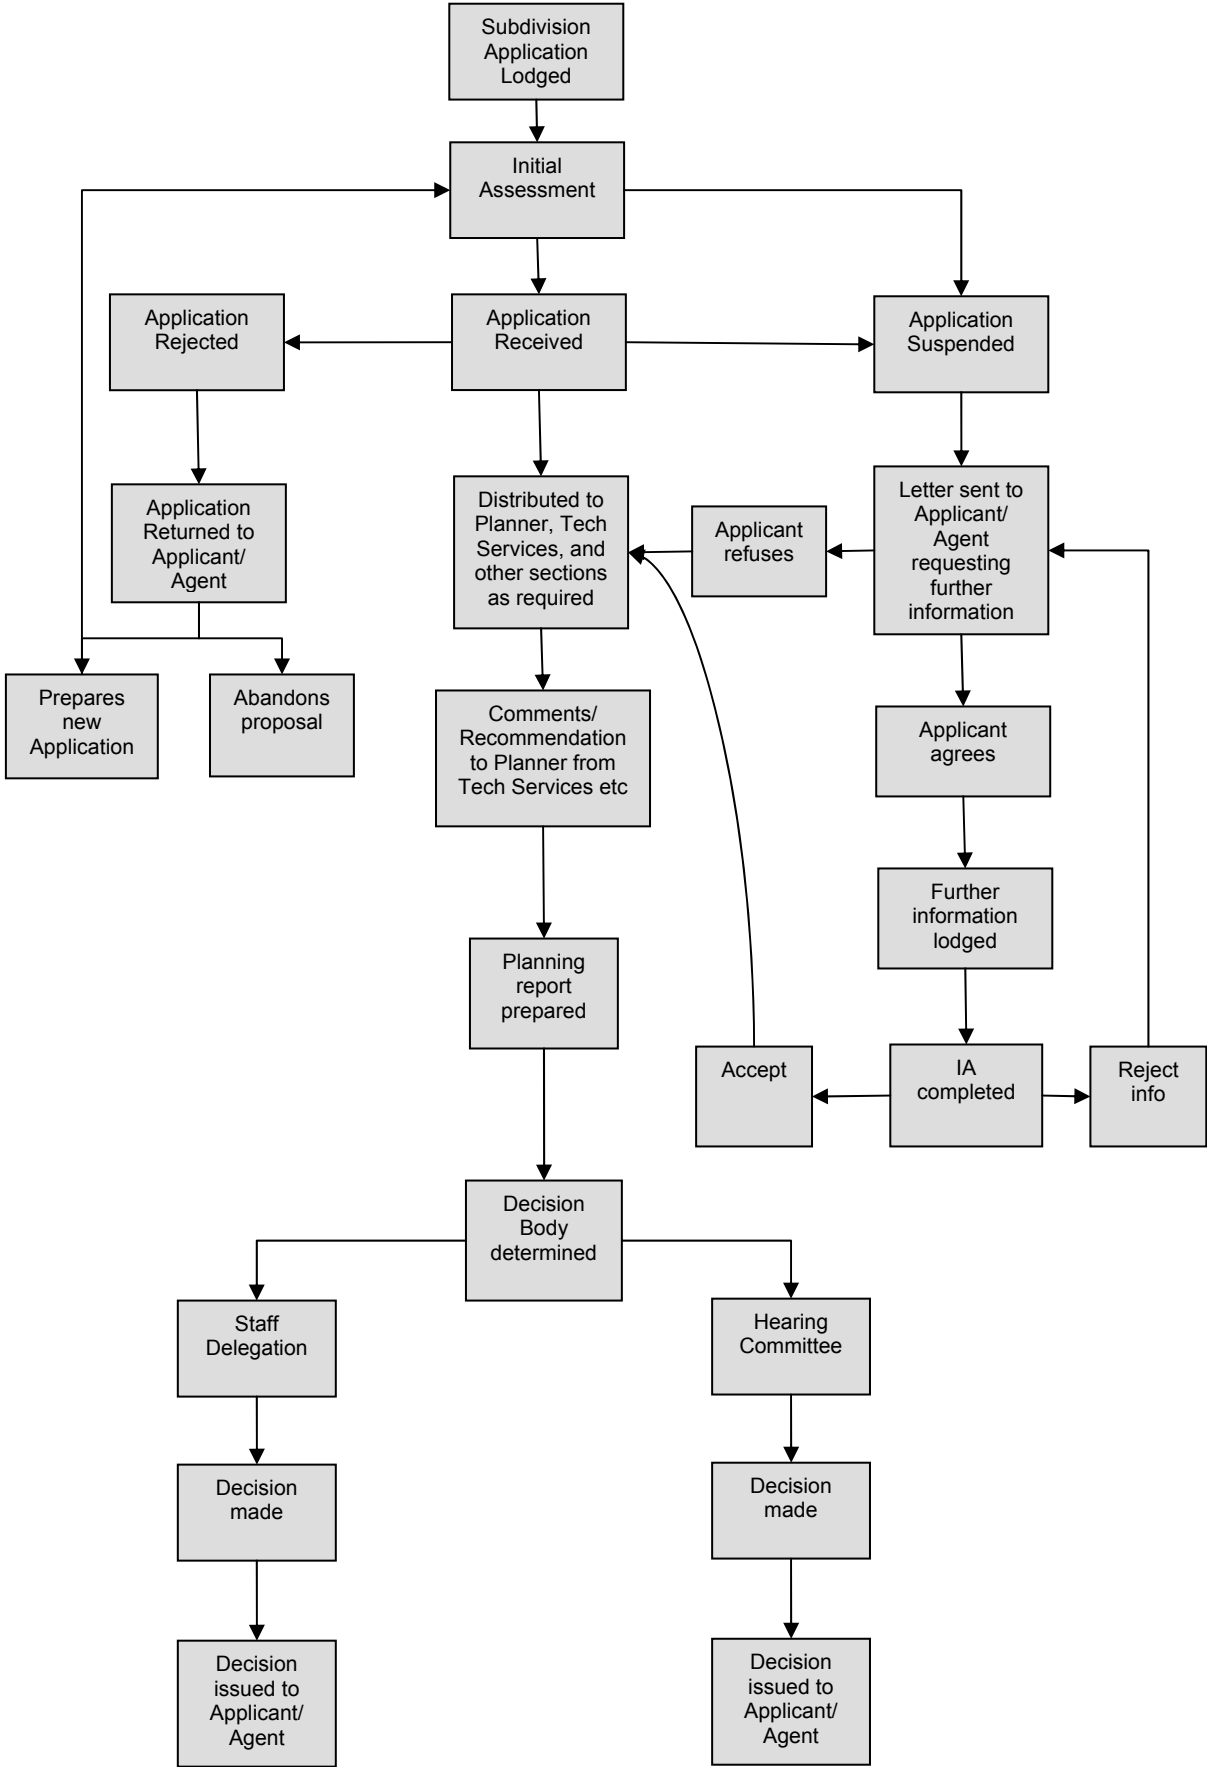 Subdivision
Application
Lodged
Initial
Assessment
Application
Rejected
Application
Received
Application
Suspended
Application
Returned to
Applicant/
Agent
Distributed to
Planner, Tech
Services, and
other sections
as required
Applicant
refuses
Letter sent to
Applicant/
Agent
requesting
further
information
Prepares
new
Application
Abandons
proposal
Comments/
Recommendation
to Planner from
Tech Services etc
Applicant
agrees
Further
information
lodged
Planning
report
prepared
Accept
IA
completed
Reject
info
Decision
Body
determined
Staff
Delegation
Hearing
Committee
Decision
made
Decision
made
Decision
issued to
Applicant/
Agent
Decision
issued to
Applicant/
Agent